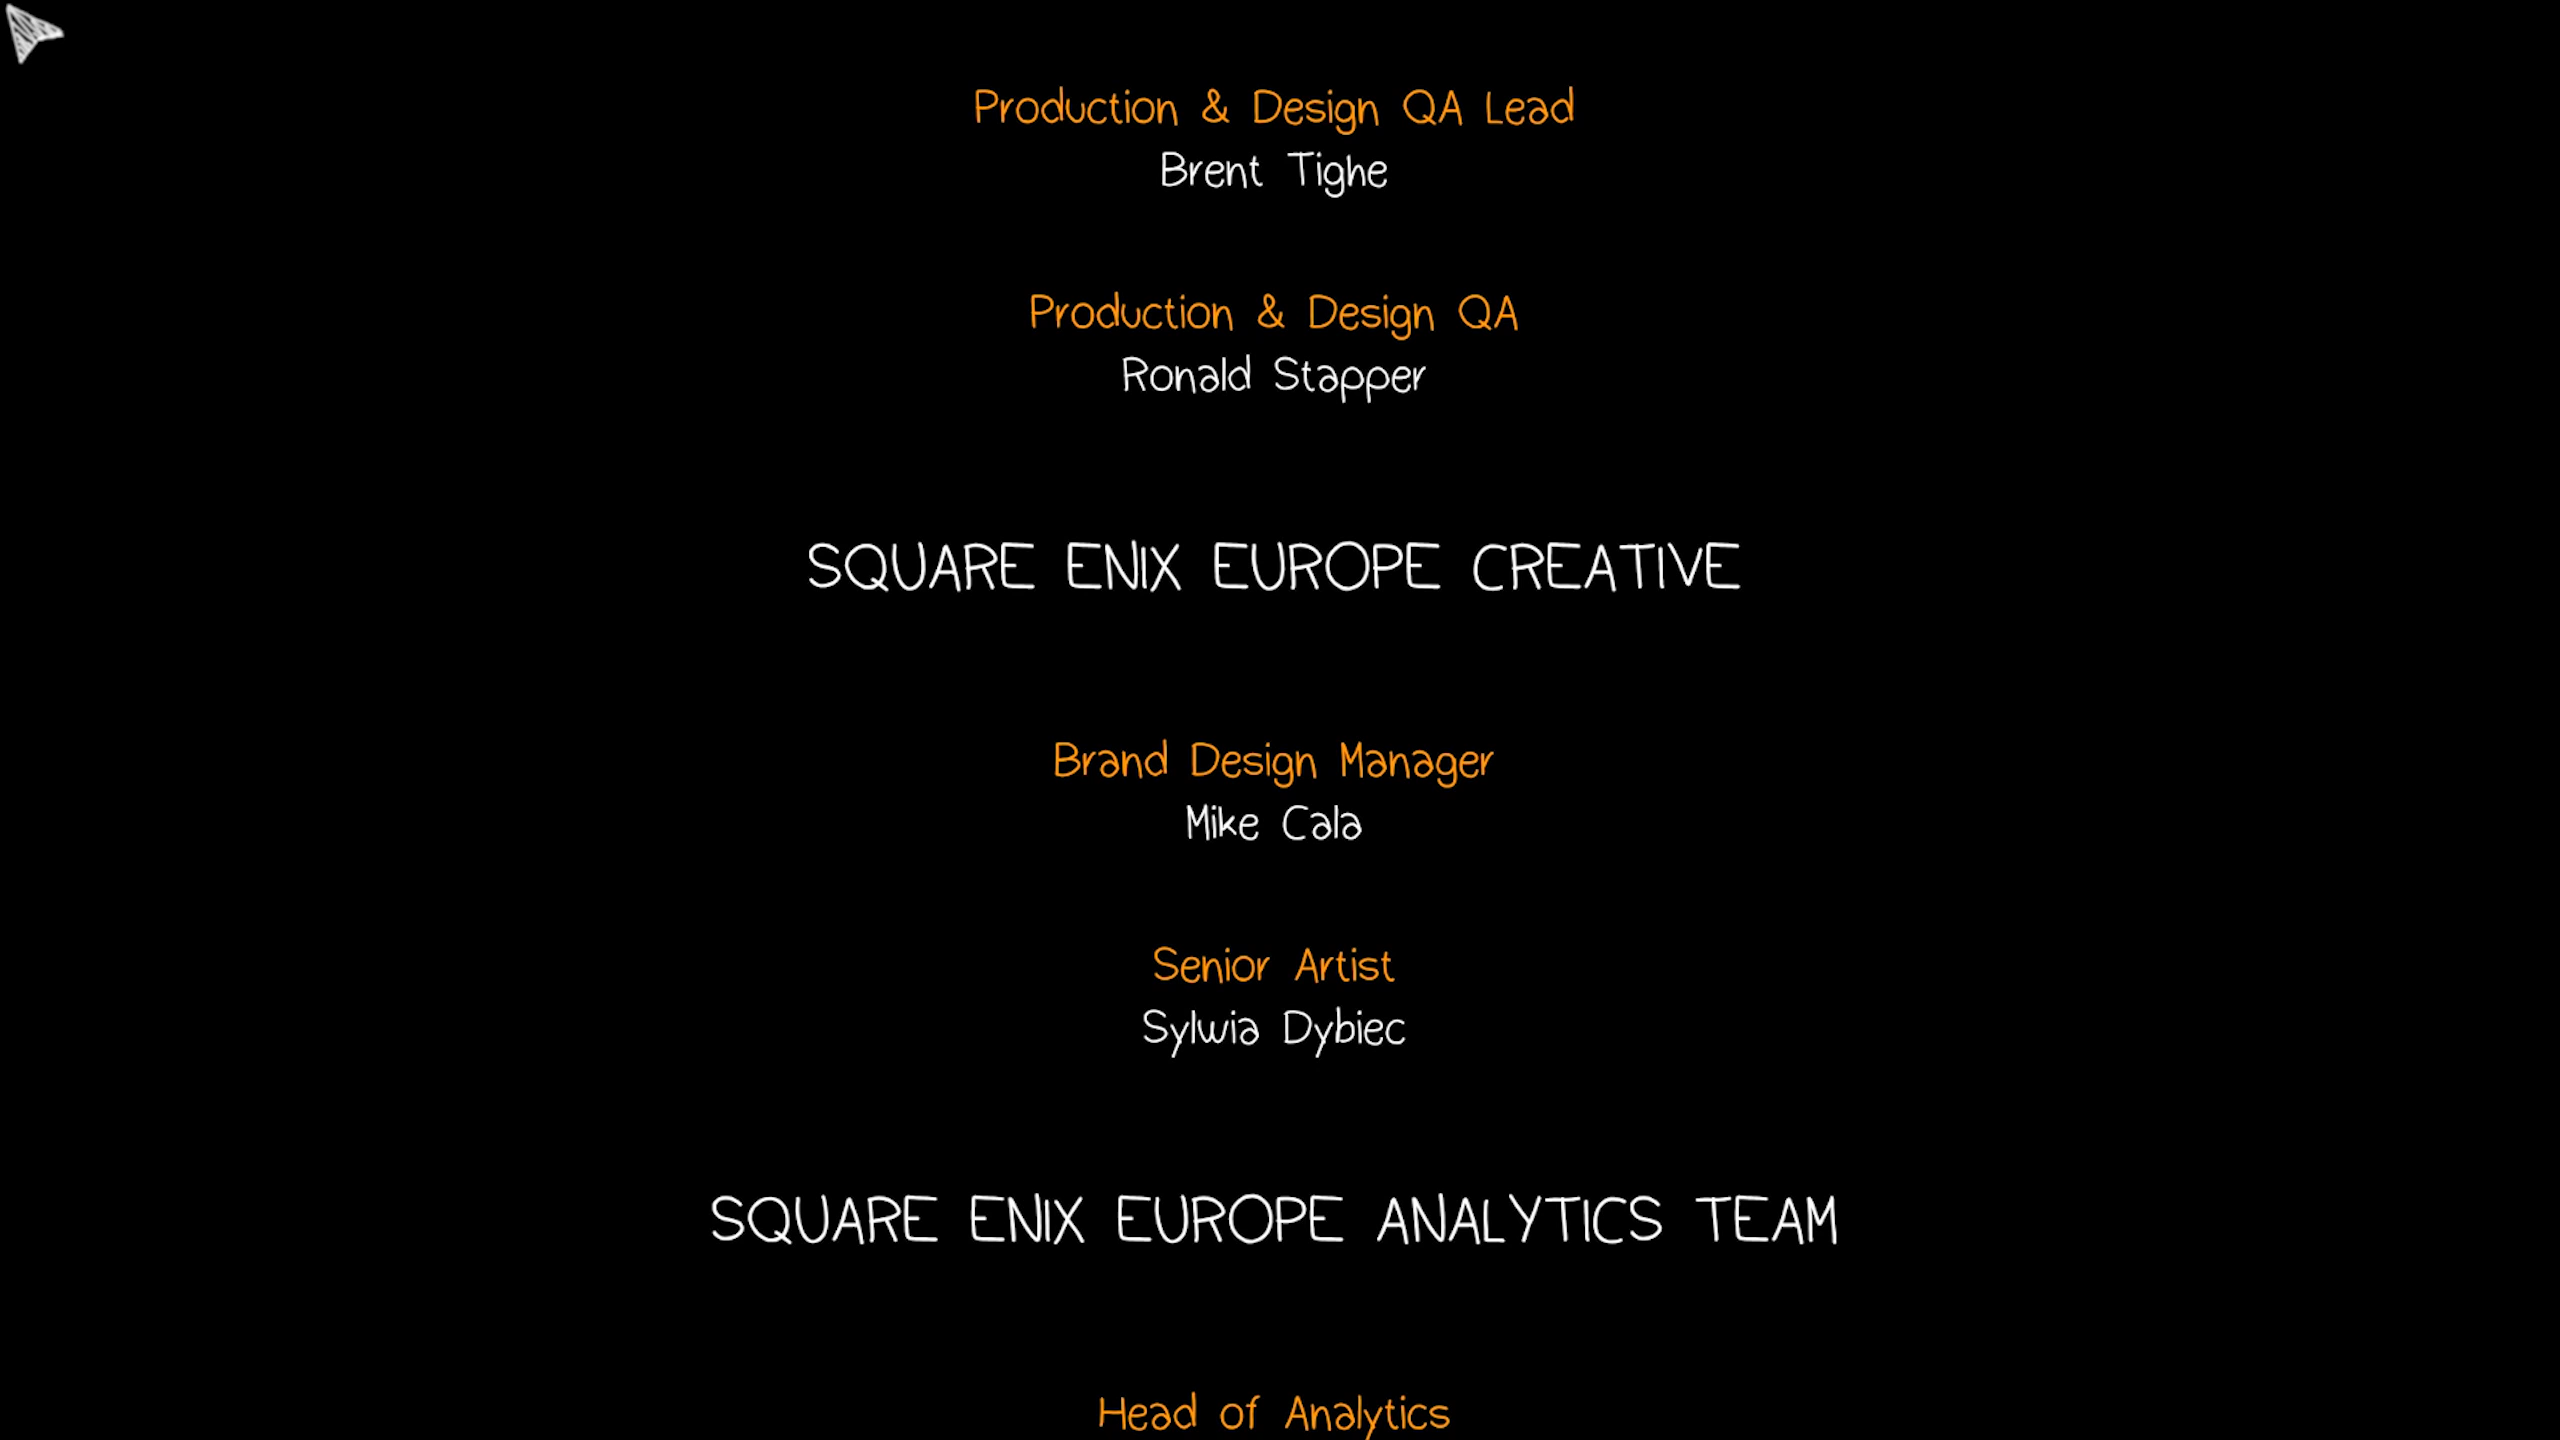 Production & Design QA Lead
Brent Tighe
Production & Design QA
Ronald Stapper
SQUARE ENIX EUROPE CREATIVE
Brand Design Manager
Mike Cala
Senior Artist
Sylwia Dybiec
SQUARE ENIX EUROPE ANALYTICS TEAM
Head of Analytics